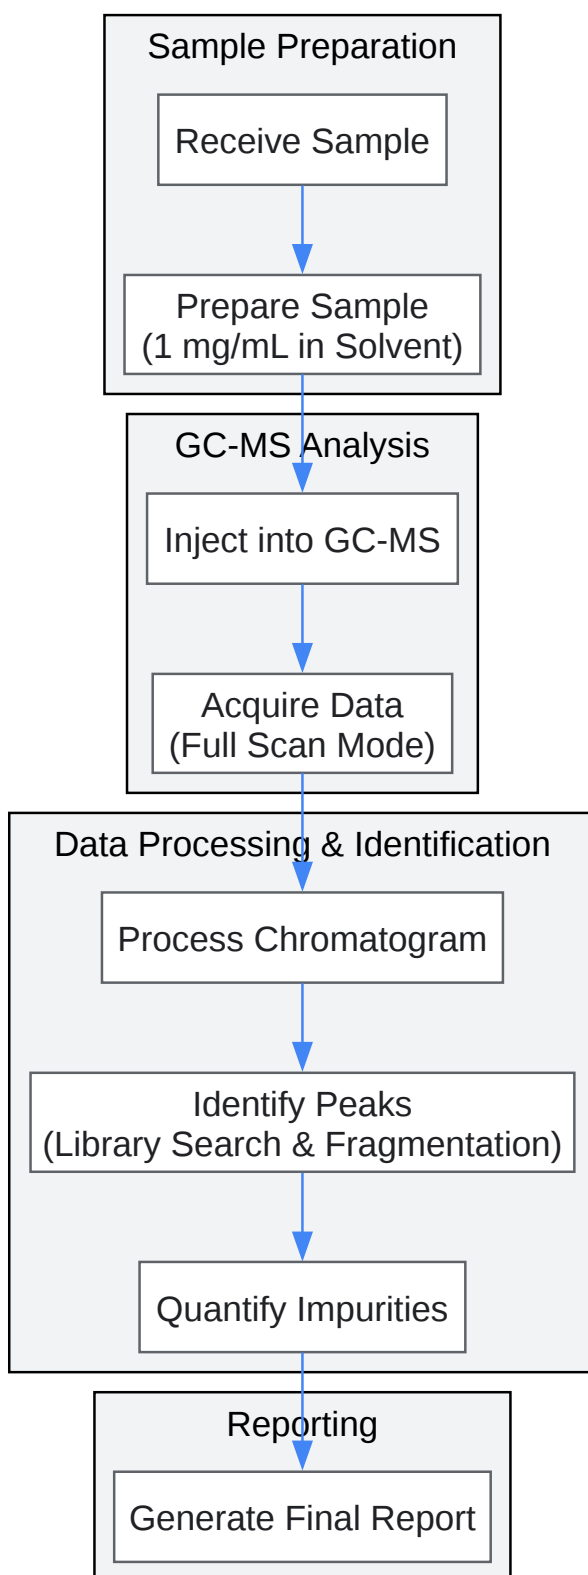 Sample Preparation
Receive Sample
Prepare Sample
(1 mg/mL in Solvent)
GC-MS Analysis
Inject into GC-MS
Acquire Data
(Full Scan Mode)
Data Processing & Identification
Process Chromatogram
Identify Peaks
(Library Search & Fragmentation)
Quantify Impurities
Reporting
Generate Final Report